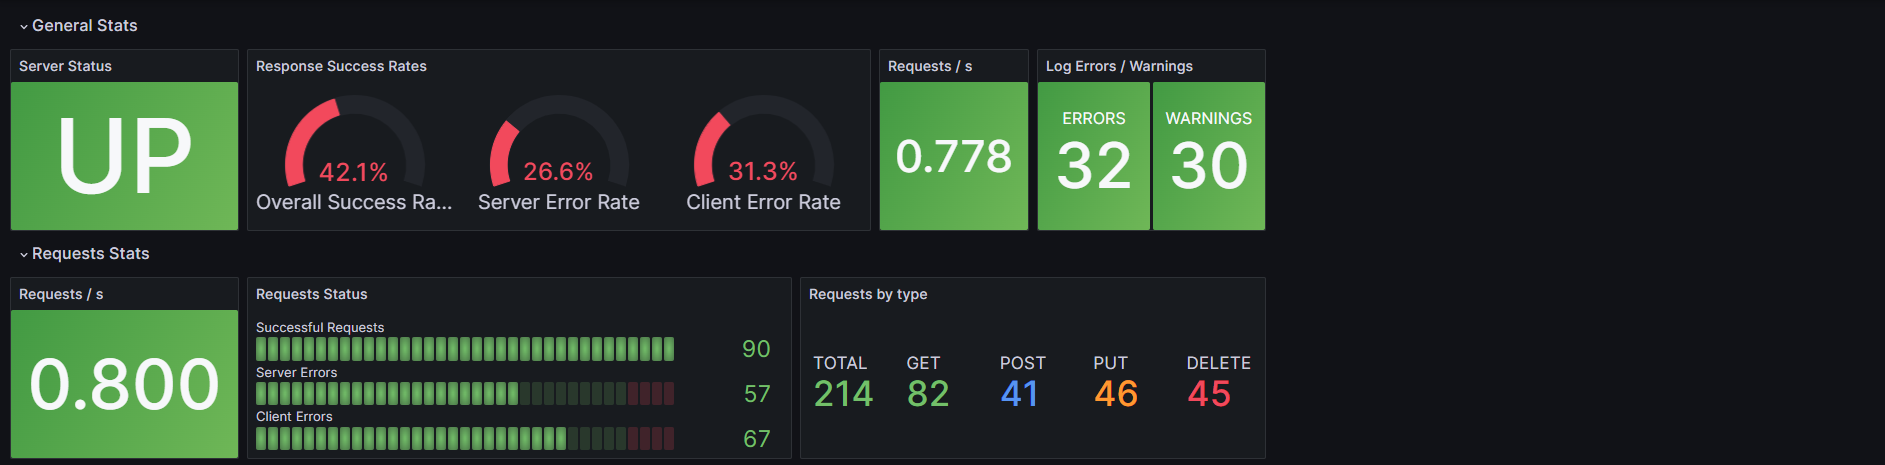 General Stats
Server Status
Response Success Rates
Requests / s
Log Errors / Warnings
UP
42.1%
Overall Success Ra...
26.6%
Server Error Rate
31.3%
Client Error Rate
0.778
ERRORS
32
WARNINGS
30
Requests Stats
Requests / s
Requests Status
Requests by type
0.800
Successful Requests
90
Server Errors
57
Client Errors
67
TOTAL
214
GET
82
POST
41
PUT
46
DELETE
45